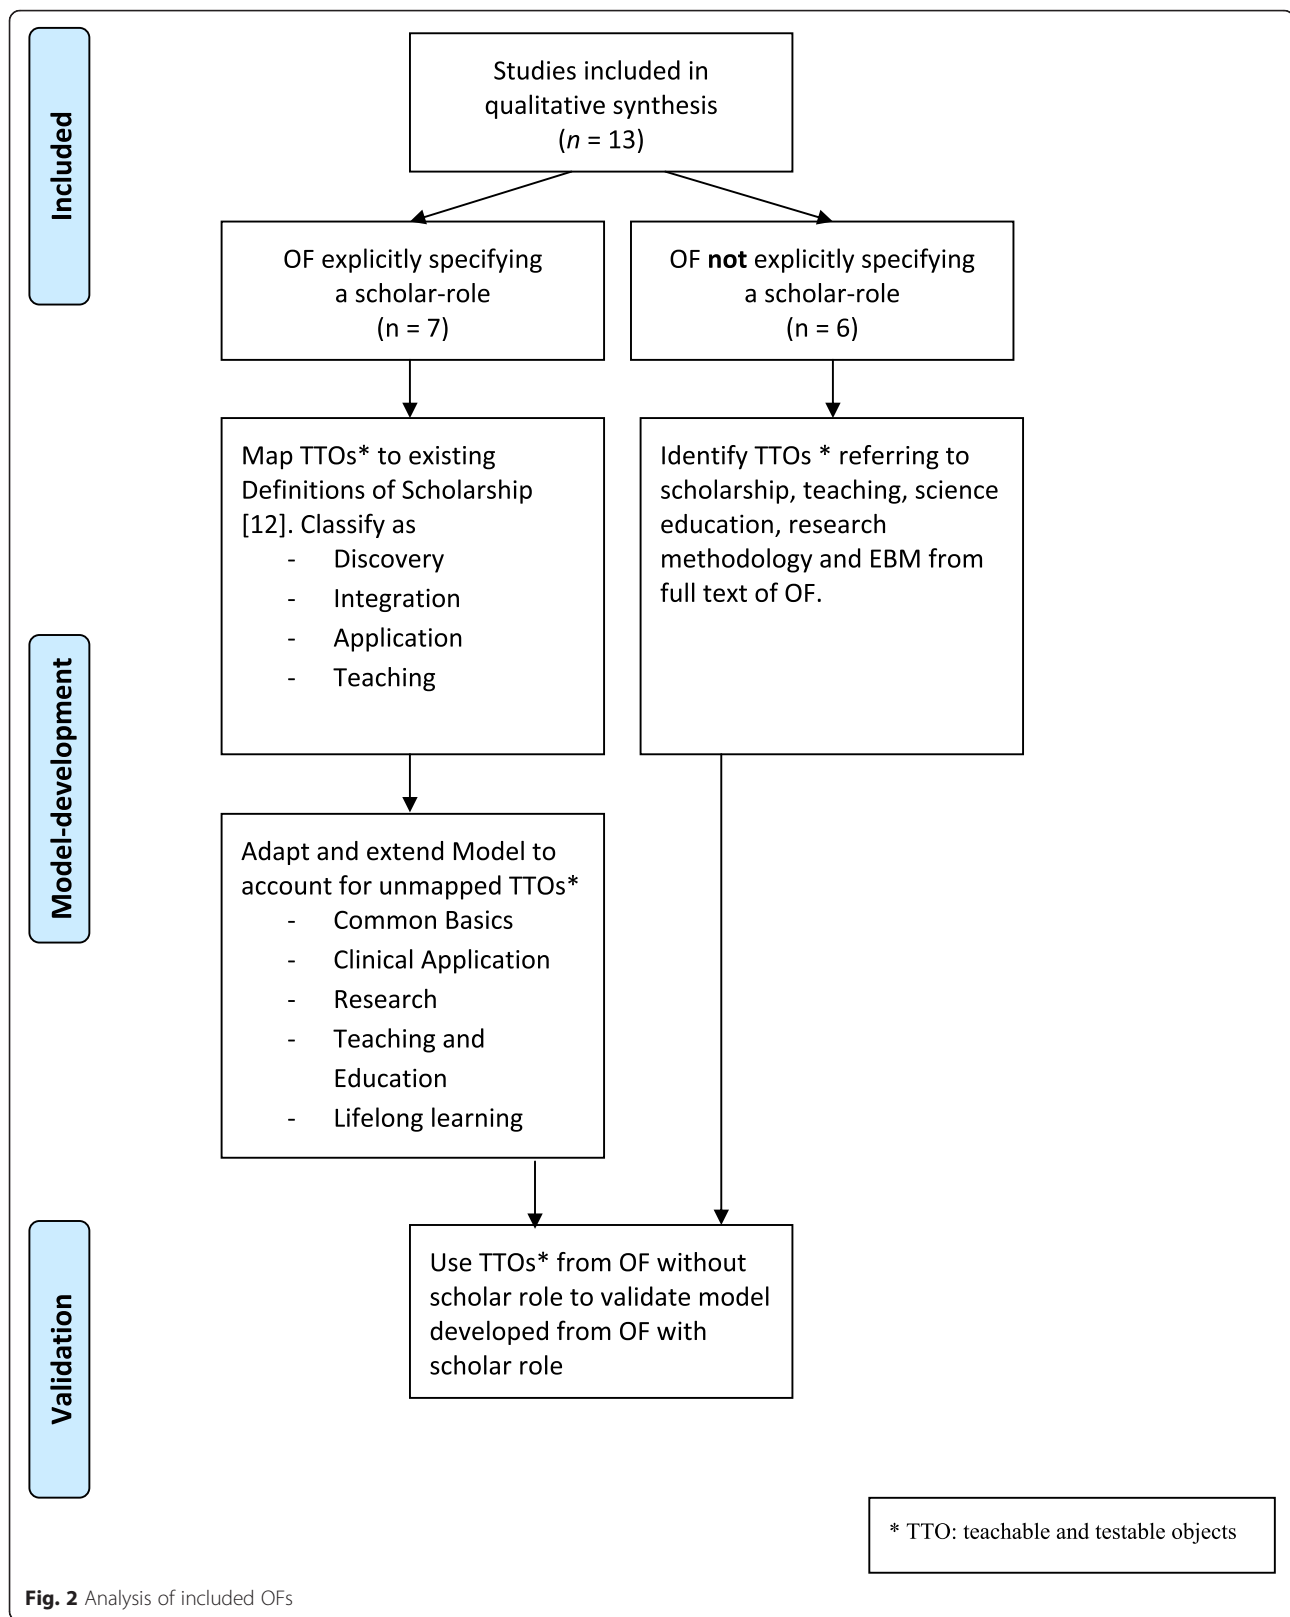 Included
Studies included in
qualitative synthesis
(n = 13)
OF explicitly specifying
a scholar-role
(n = 7)
OF not explicitly specifying
a scholar-role
(n = 6)
Model-development
Map TTOs* to existing
Definitions of Scholarship
[12]. Classify as
- Discovery
- Integration
- Application
- Teaching
Identify TTOs * referring to
scholarship, teaching, science
education, research
methodology and EBM from
full text of OF.
Adapt and extend Model to
account for unmapped TTOs*
- Common Basics
- Clinical Application
- Research
- Teaching and
Education
- Lifelong learning
Validation
Use TTOs* from OF without
scholar role to validate model
developed from OF with
scholar role
* TTO: teachable and testable objects
Fig. 2 Analysis of included OFs